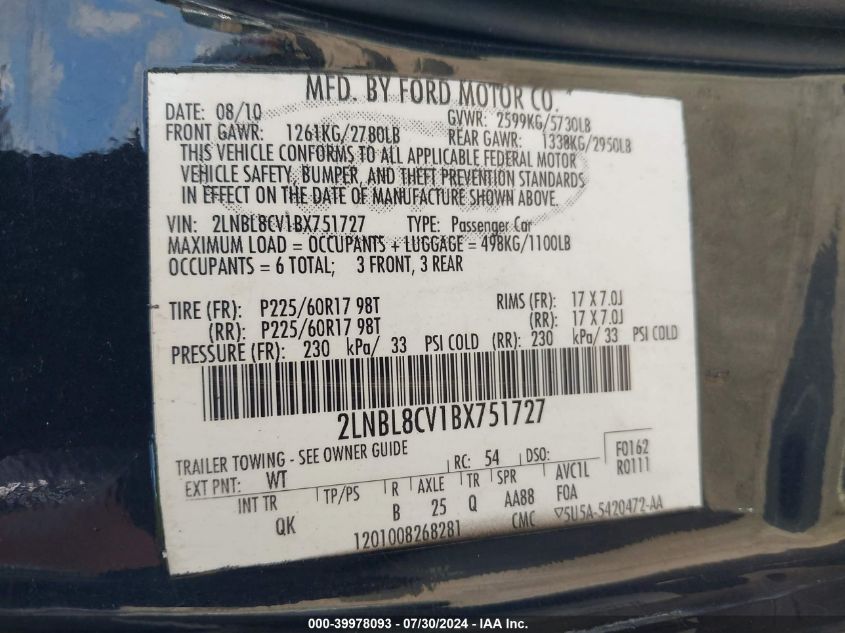 MFD. BY FORD MOTOR CO.
DATE: 08/10 GVWR: 2599KG/5730LB
FRONT GAWR: 1261KG/2780LB REAR GAWR: 1338KG/2950LB
THIS VEHICLE CONFORMS TO ALL APPLICABLE FEDERAL MOTOR
VEHICLE SAFETY, BUMPER, AND THEFT PREVENTION STANDARDS
IN EFFECT ON THE DATE OF MANUFACTURE SHOWN ABOVE.
VIN: 2LNBL8CV1BX751727 TYPE: Passenger Car
MAXIMUM LOAD = OCCUPANTS + LUGGAGE = 498KG/1100LB
OCCUPANTS = 6 TOTAL; 3 FRONT, 3 REAR
TIRE (FR): P225/60R17 98T RIMS (FR): 17 X 7.0J
(RR): P225/60R17 98T (RR): 17 X 7.0J
PRESSURE (FR): 230 kPa/ 33 PSI COLD (RR): 230 kPa/ 33 PSI COLD
2LNBL8CV1BX751727
TRAILER TOWING - SEE OWNER GUIDE
EXT PNT: WT RC: 54 DSO: F0162
R0111
INT TR TP/PS R AXLE TR SPR AVC1L
QK B 25 Q AA88 FOA
1201008268281 CMC ▽5U5A-5420472-AA
000-39978093 - 07/30/2024 - IAAI Inc.